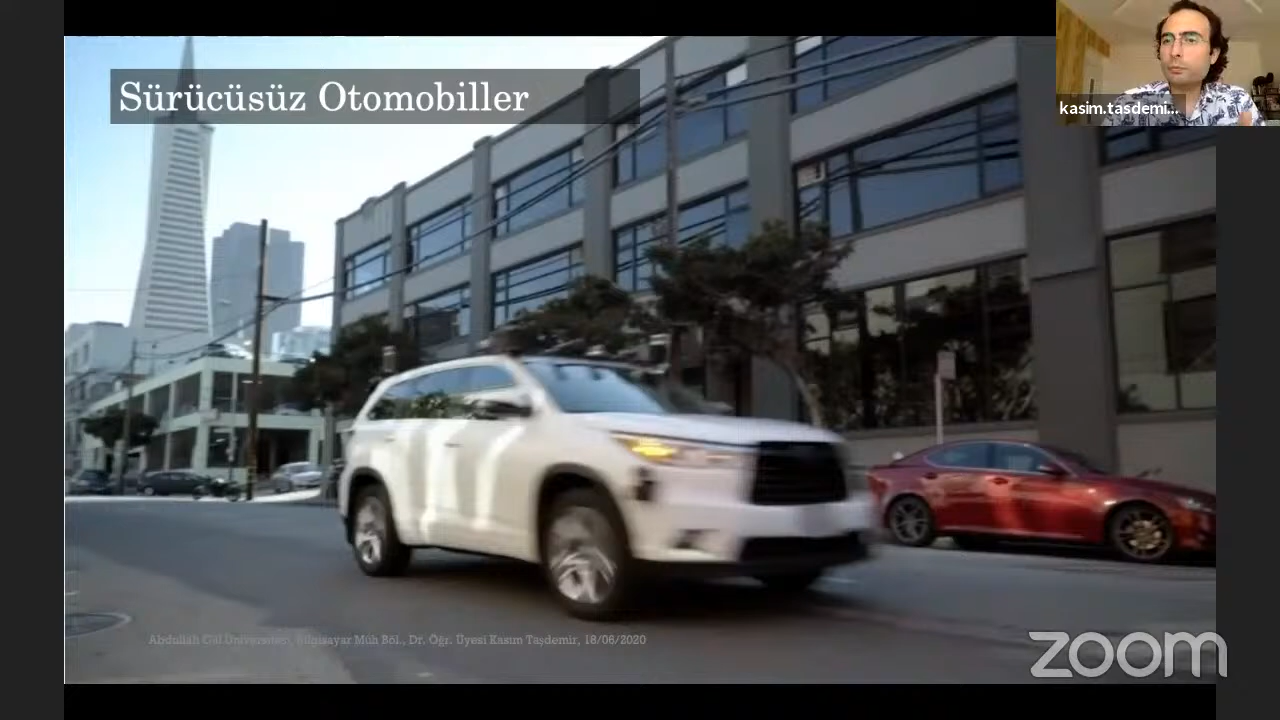 Sürücüsüz Otomobiller
kasim.tasdemi...
Abdullah Gül Üniversitesi, Bilgisayar Müh Böl., Dr. Öğr. Üyesi Kasım Taşdemir, 18/06/2020
zoom